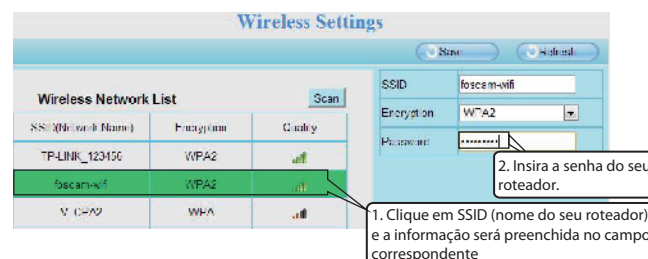 Wireless Settings
Save Refresh
Wireless Network List Scan
SSID(Network Name) Encryption Quality
TP-LINK_123456 WPA2
foscam-wifi WPA2
WPA
SSID foscam-wifi
Encryption WPA2
Password ••••••••
2. Insira a senha do seu
roteador.
1. Clique em SSID (nome do seu roteador)
e a informação será preenchida no campo
correspondente